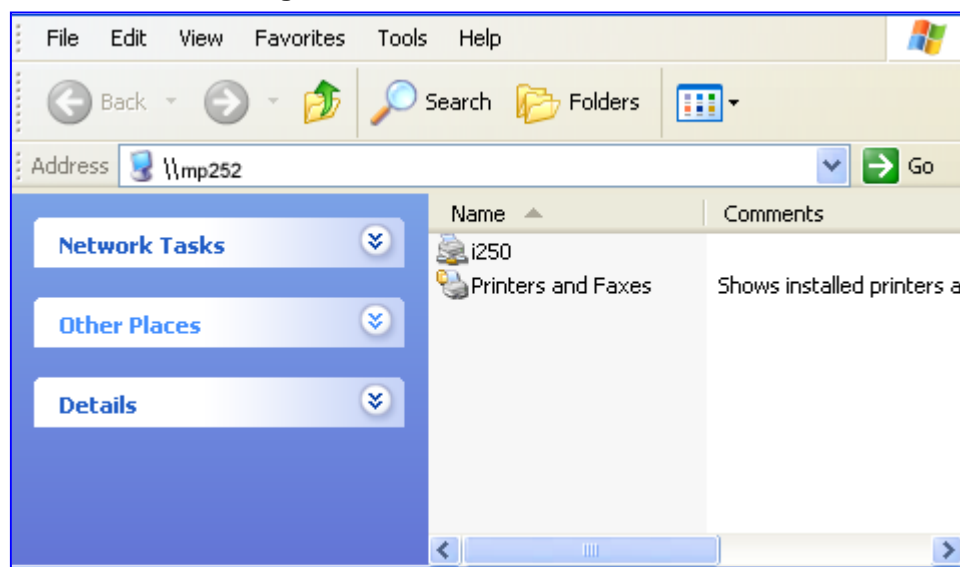 File Edit View Favorites Tools Help
Back Search Folders
Address \\mp252 Go
Name Comments
Network Tasks
i250
Printers and Faxes Shows installed printers a
Other Places
Details